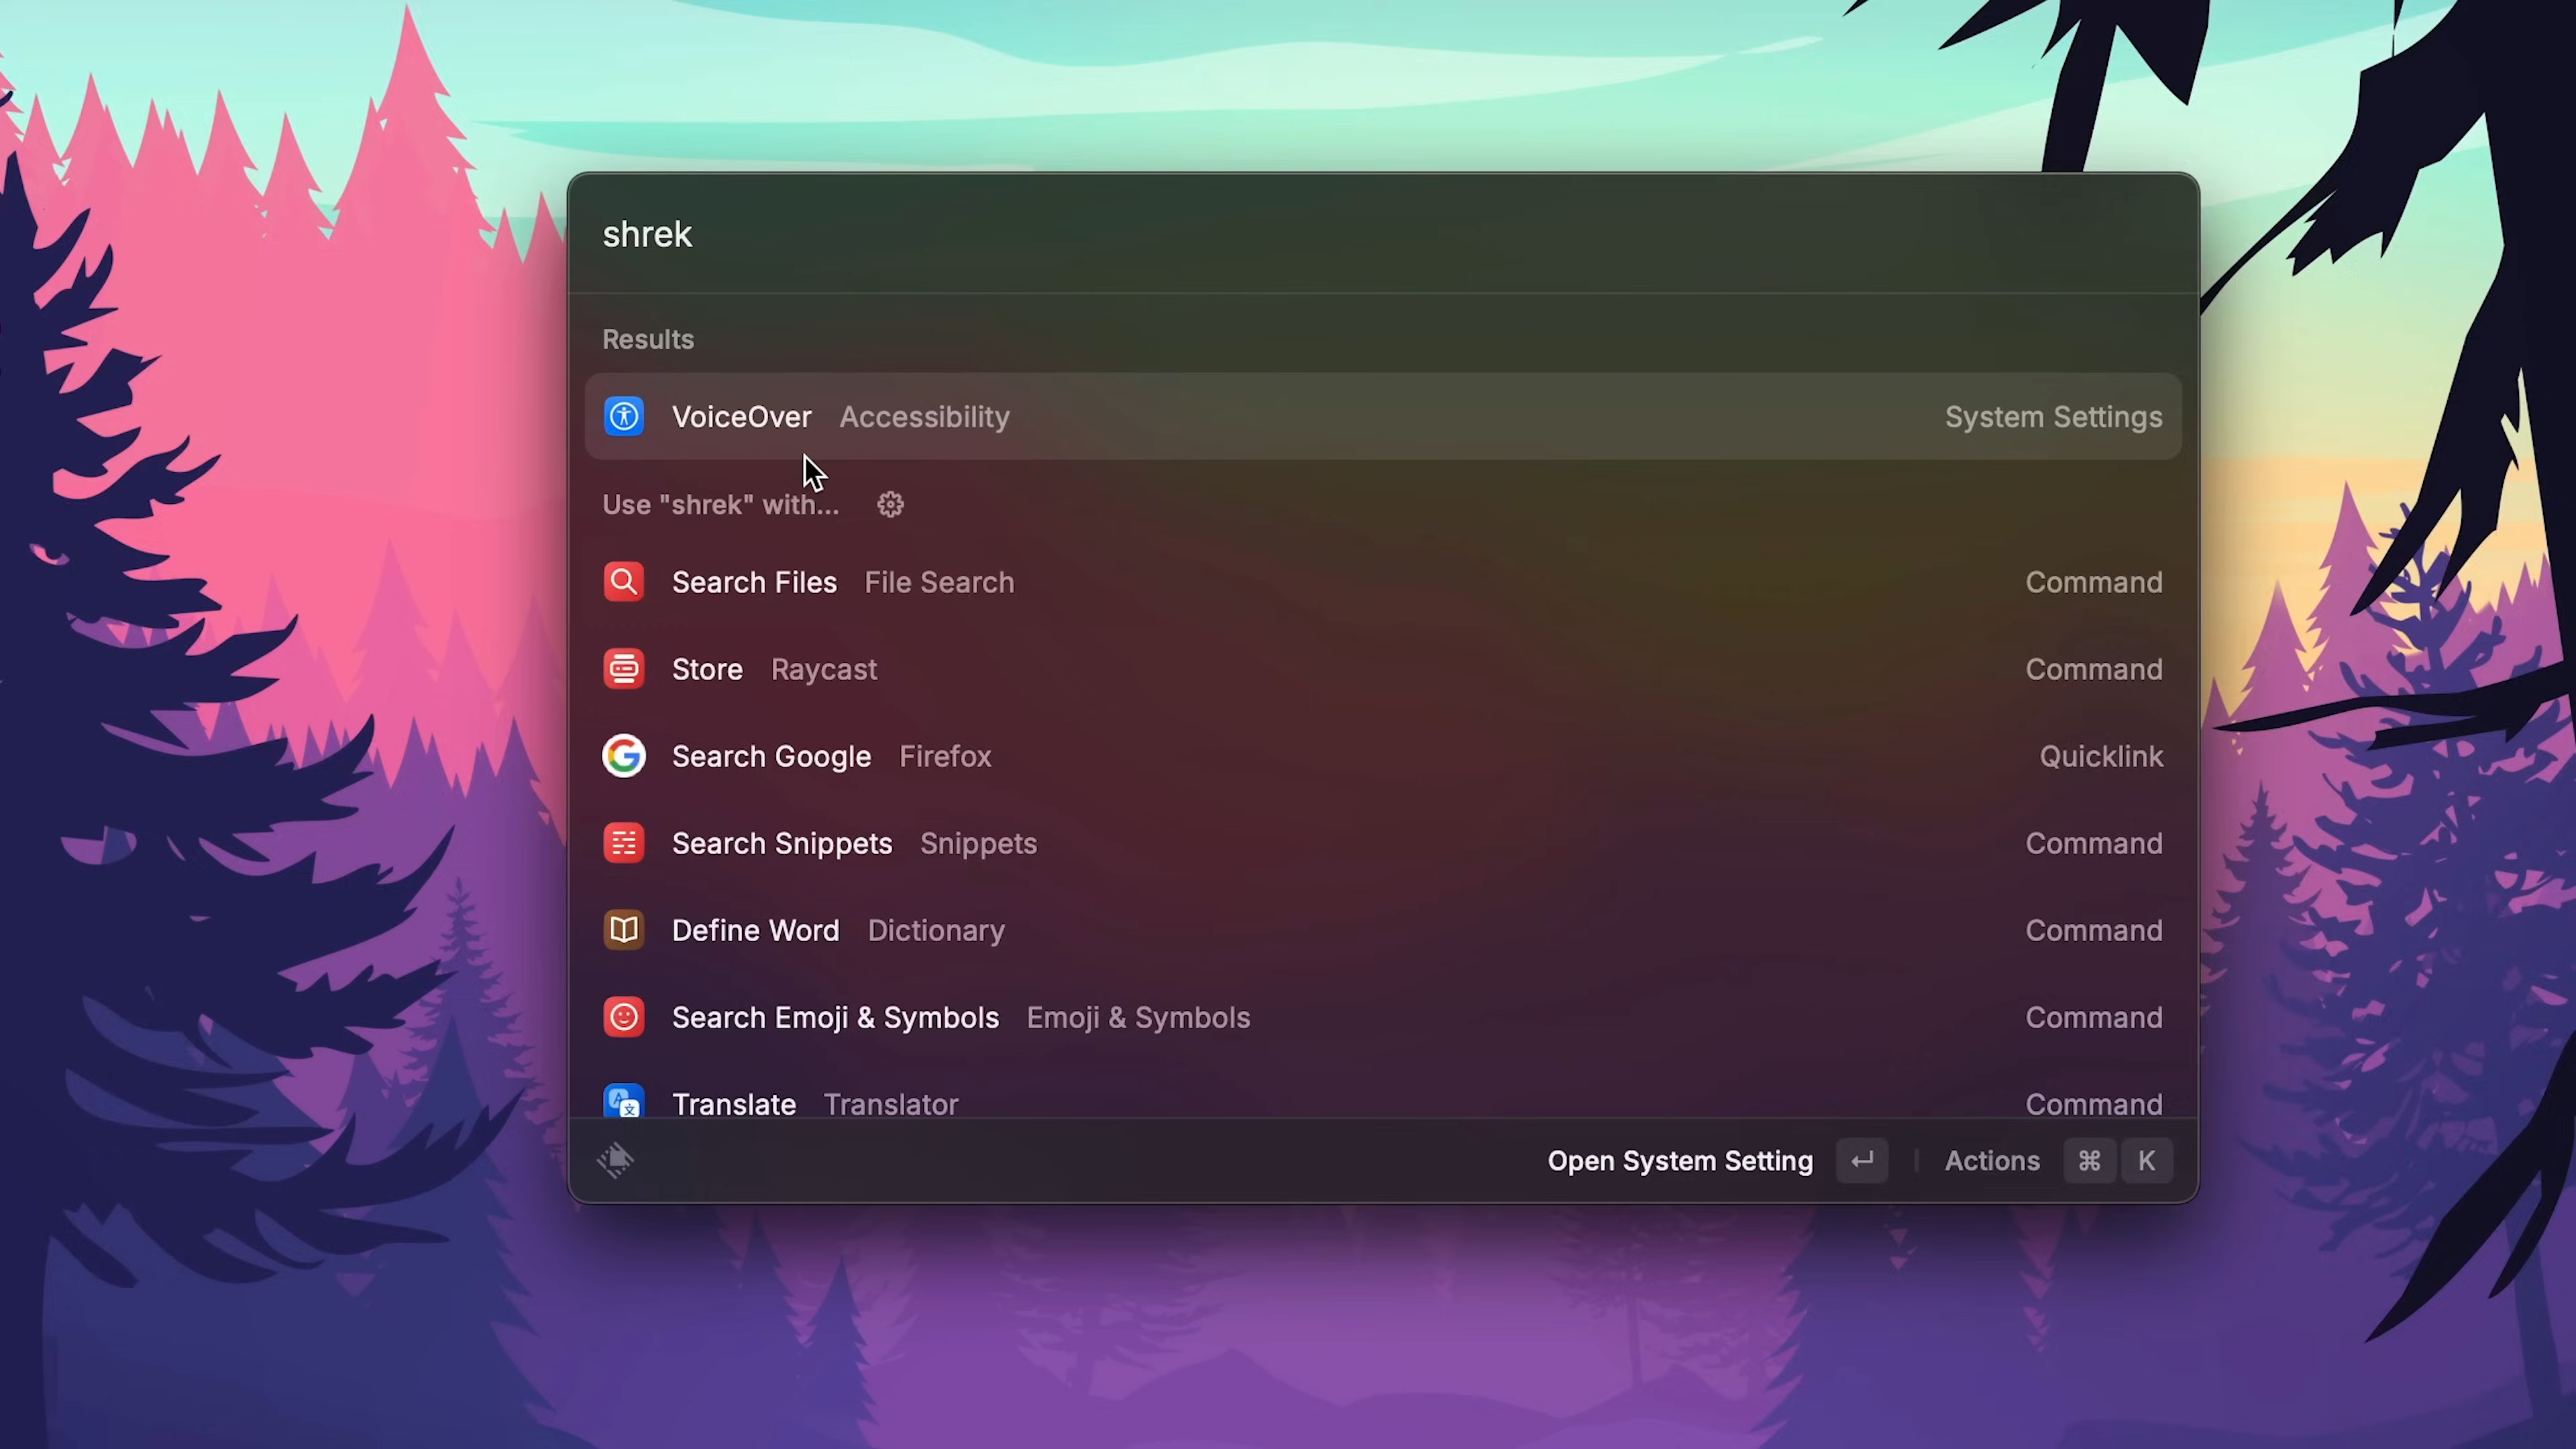 shrek
Results
VoiceOver Accessibility System Settings
Use "shrek" with...
Search Files File Search Command
Store Raycast Command
Search Google Firefox Quicklink
Search Snippets Snippets Command
Define Word Dictionary Command
Search Emoji & Symbols Emoji & Symbols Command
Translate Translator Command
Open System Setting ↵ Actions ⌘ K